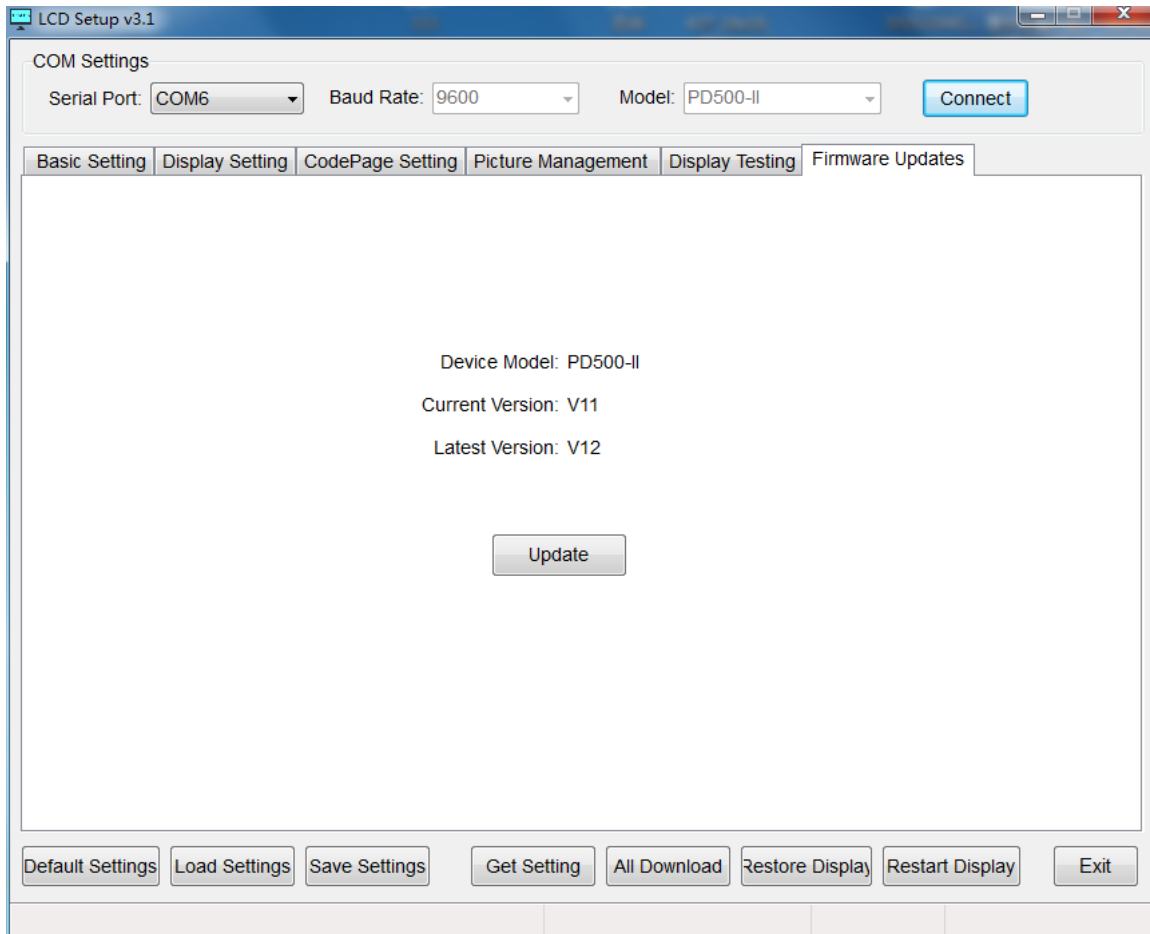 LCD Setup v3.1
COM Settings
Serial Port: COM6 Baud Rate: 9600 Model: PD500-II Connect
Basic Setting Display Setting CodePage Setting Picture Management Display Testing Firmware Updates
Device Model: PD500-II
Current Version: V11
Latest Version: V12
Update
Default Settings Load Settings Save Settings Get Setting All Download Restore Display Restart Display Exit